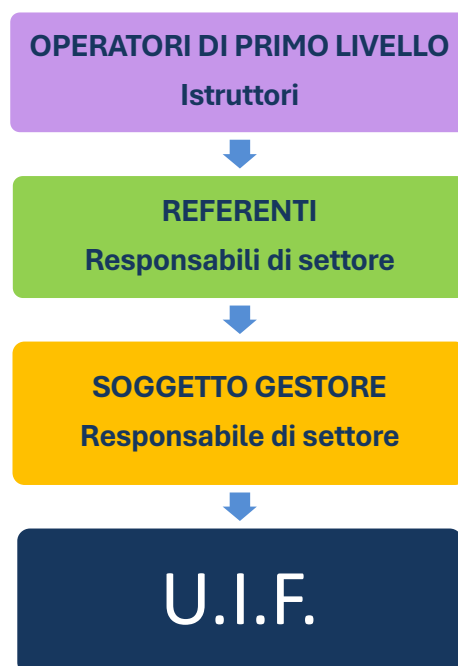 OPERATORI DI PRIMO LIVELLO
Istruttori
REFERENTI
Responsabili di settore
SOGGETTO GESTORE
Responsabile di settore
U.I.F.